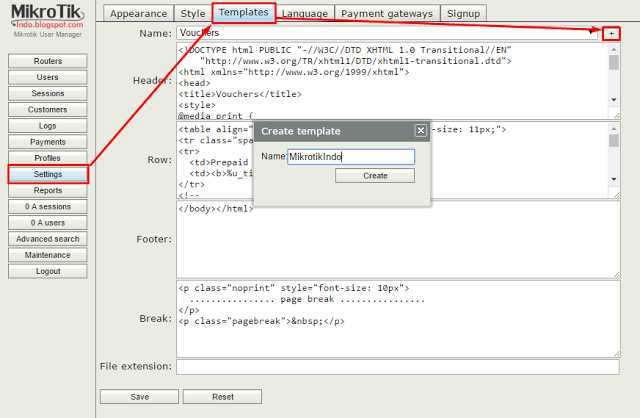 MikroTik
indo.blogspot.com
Mikrotik User Manager
Routers
Users
Sessions
Customers
Logs
Payments
Profiles
Settings
Reports
0 A sessions
0 A users
Advanced search
Maintenance
Logout
Appearance Style Templates Language Payment gateways Signup
Name: Vouchers +
Header:
<!DOCTYPE html PUBLIC "-//W3C//DTD XHTML 1.0 Transitional//EN"
"http://www.w3.org/TR/xhtml1/DTD/xhtml1-transitional.dtd">
<html xmlns="http://www.w3.org/1999/xhtml">
<head>
<title>Vouchers</title>
<style>
@media print {
Row:
<table align=" -size: 11px;">
<tr class="spa
<tr>
<td>Prepaid
<td><b>%u_ti
</tr>
<!--
Create template
Name: MikrotikIndo
Create
Footer:
</body></html>
Break:
<p class="noprint" style="font-size: 10px">
................ page break ................
</p>
<p class="pagebreak">&nbsp;</p>
File extension:
Save Reset